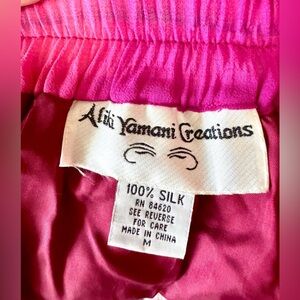 Aliki Yamani Creations
100% SILK
RN 84620
SEE REVERSE
FOR CARE
MADE IN CHINA
M